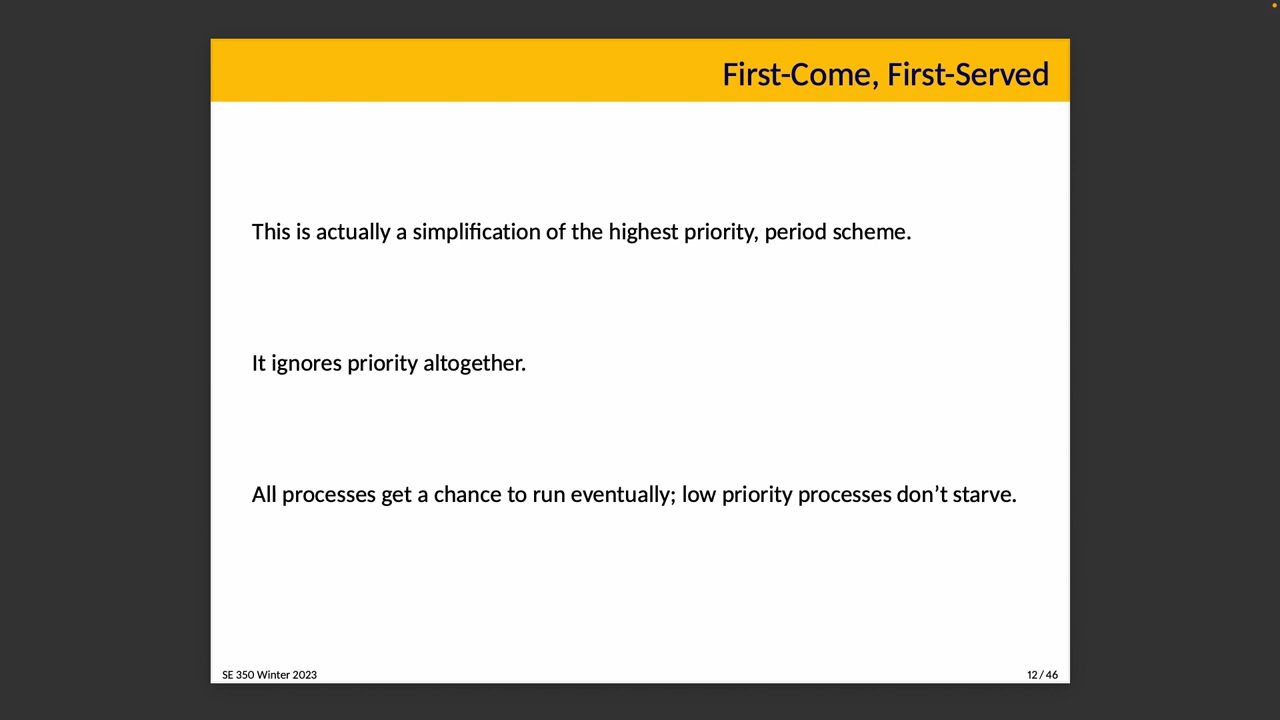 First-Come, First-Served
This is actually a simplification of the highest priority, period scheme.
It ignores priority altogether.
All processes get a chance to run eventually; low priority processes don’t starve.
SE 350 Winter 2023
12 / 46